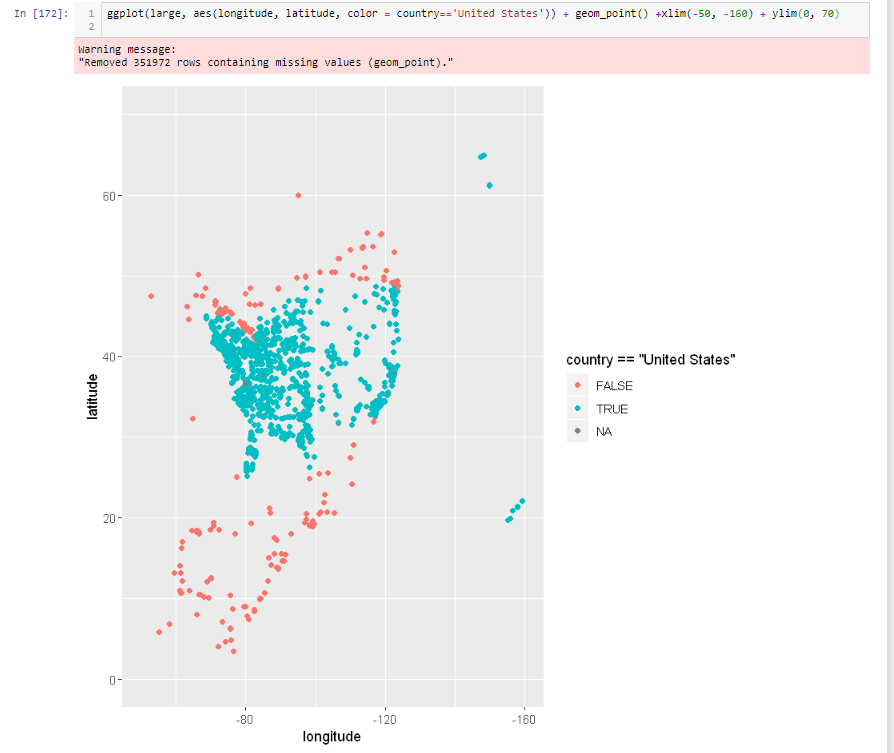 In [172]:
1 ggplot(large, aes(longitude, latitude, color = country=='United States')) + geom_point() +xlim(-50, -160) + ylim(0, 70)
2
Warning message:
"Removed 351972 rows containing missing values (geom_point)."
60
40
20
0
latitude
-80 -120 -160
longitude
country == "United States"
FALSE
TRUE
NA